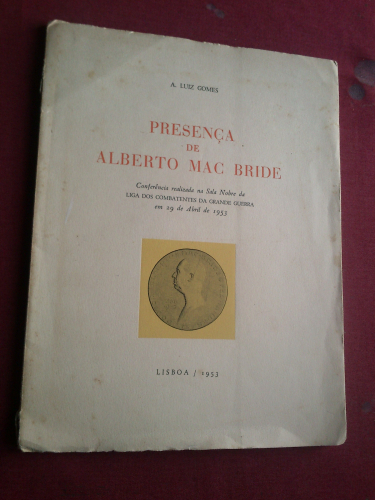 A. LUIZ GOMES
PRESENÇA
DE
ALBERTO MAC BRIDE
Conferência realizada na Sala Nobre da
LIGA DOS COMBATENTES DA GRANDE GUERRA
em 29 de Abril de 1953
LISBOA / 1953